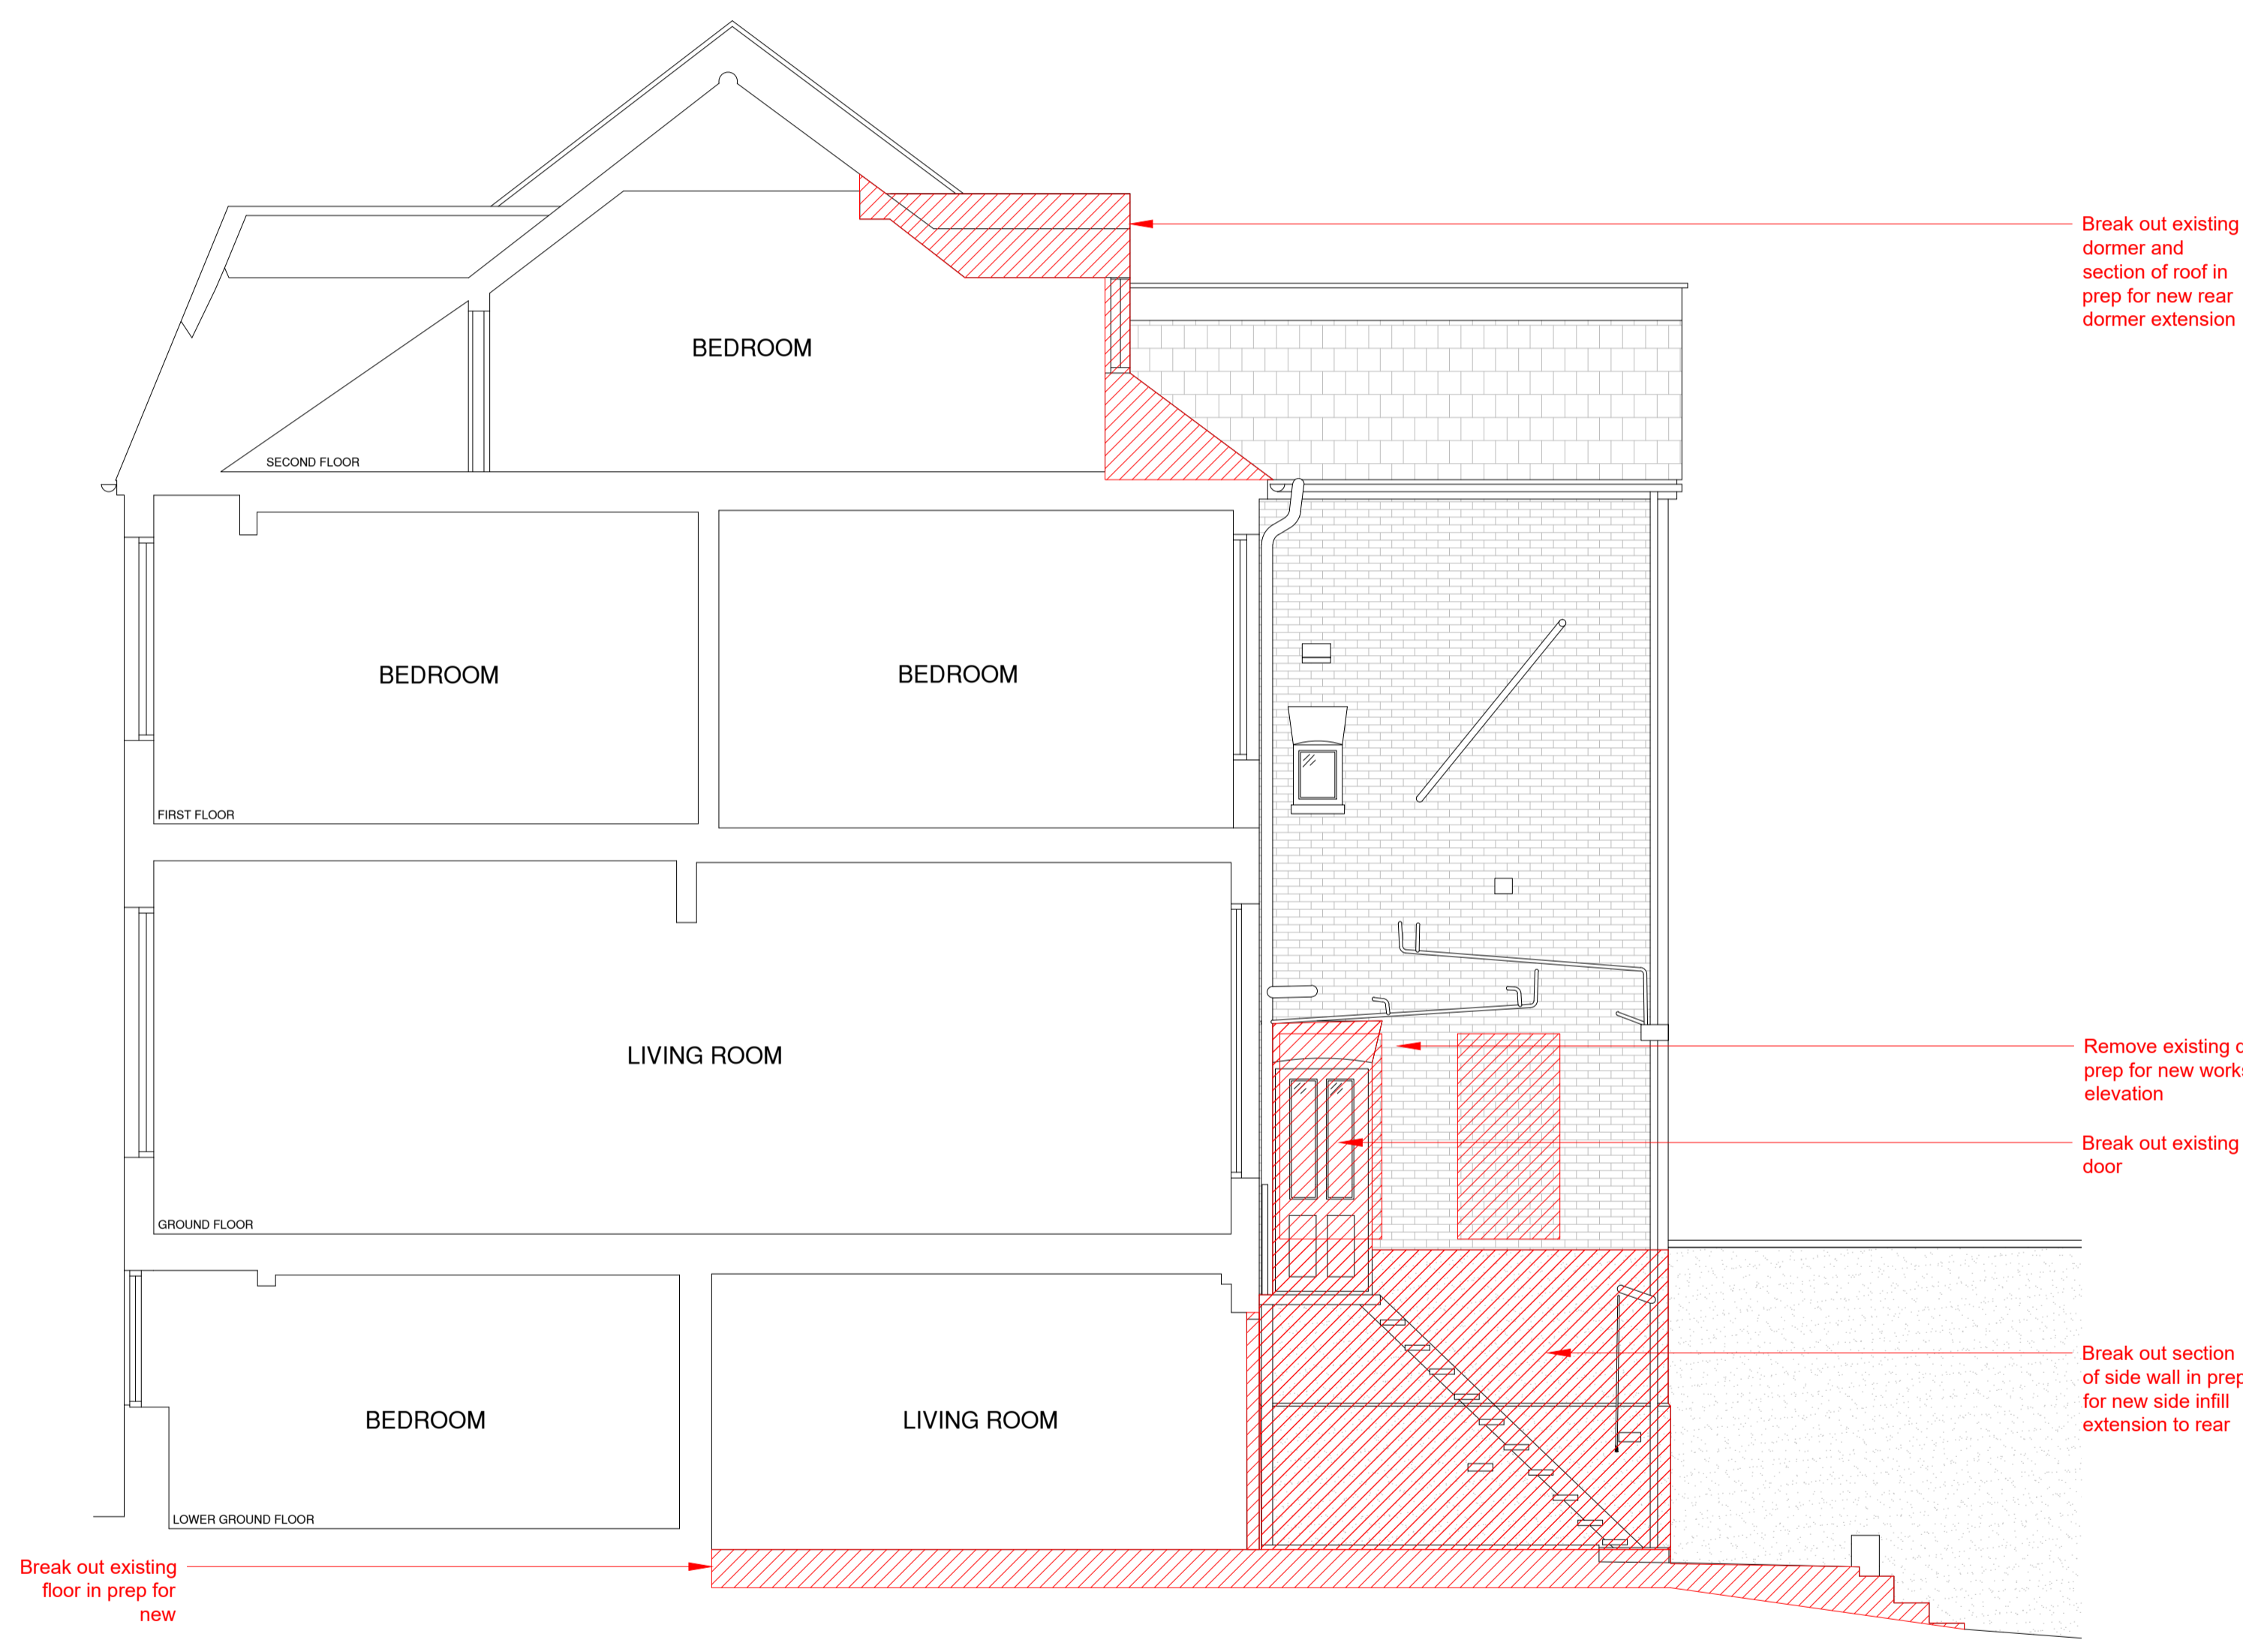 Break out existing
dormer and
section of roof in
prep for new rear
dormer extension
BEDROOM
SECOND FLOOR
BEDROOM
BEDROOM
FIRST FLOOR
LIVING ROOM
GROUND FLOOR
Remove existing
prep for new works
elevation
Break out existing
door
BEDROOM
LIVING ROOM
LOWER GROUND FLOOR
Break out section
of side wall in prep
for new side infill
extension to rear
Break out existing
floor in prep for
new